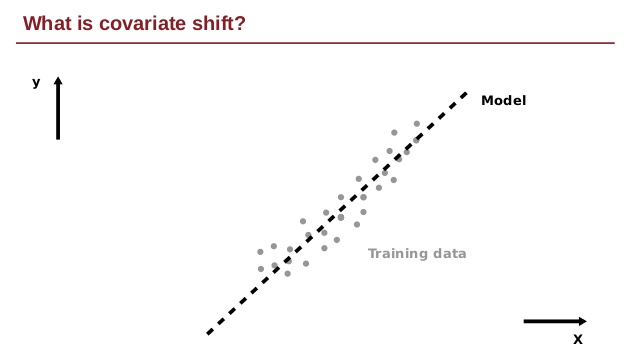 What is covariate shift?
y
Model
Training data
X